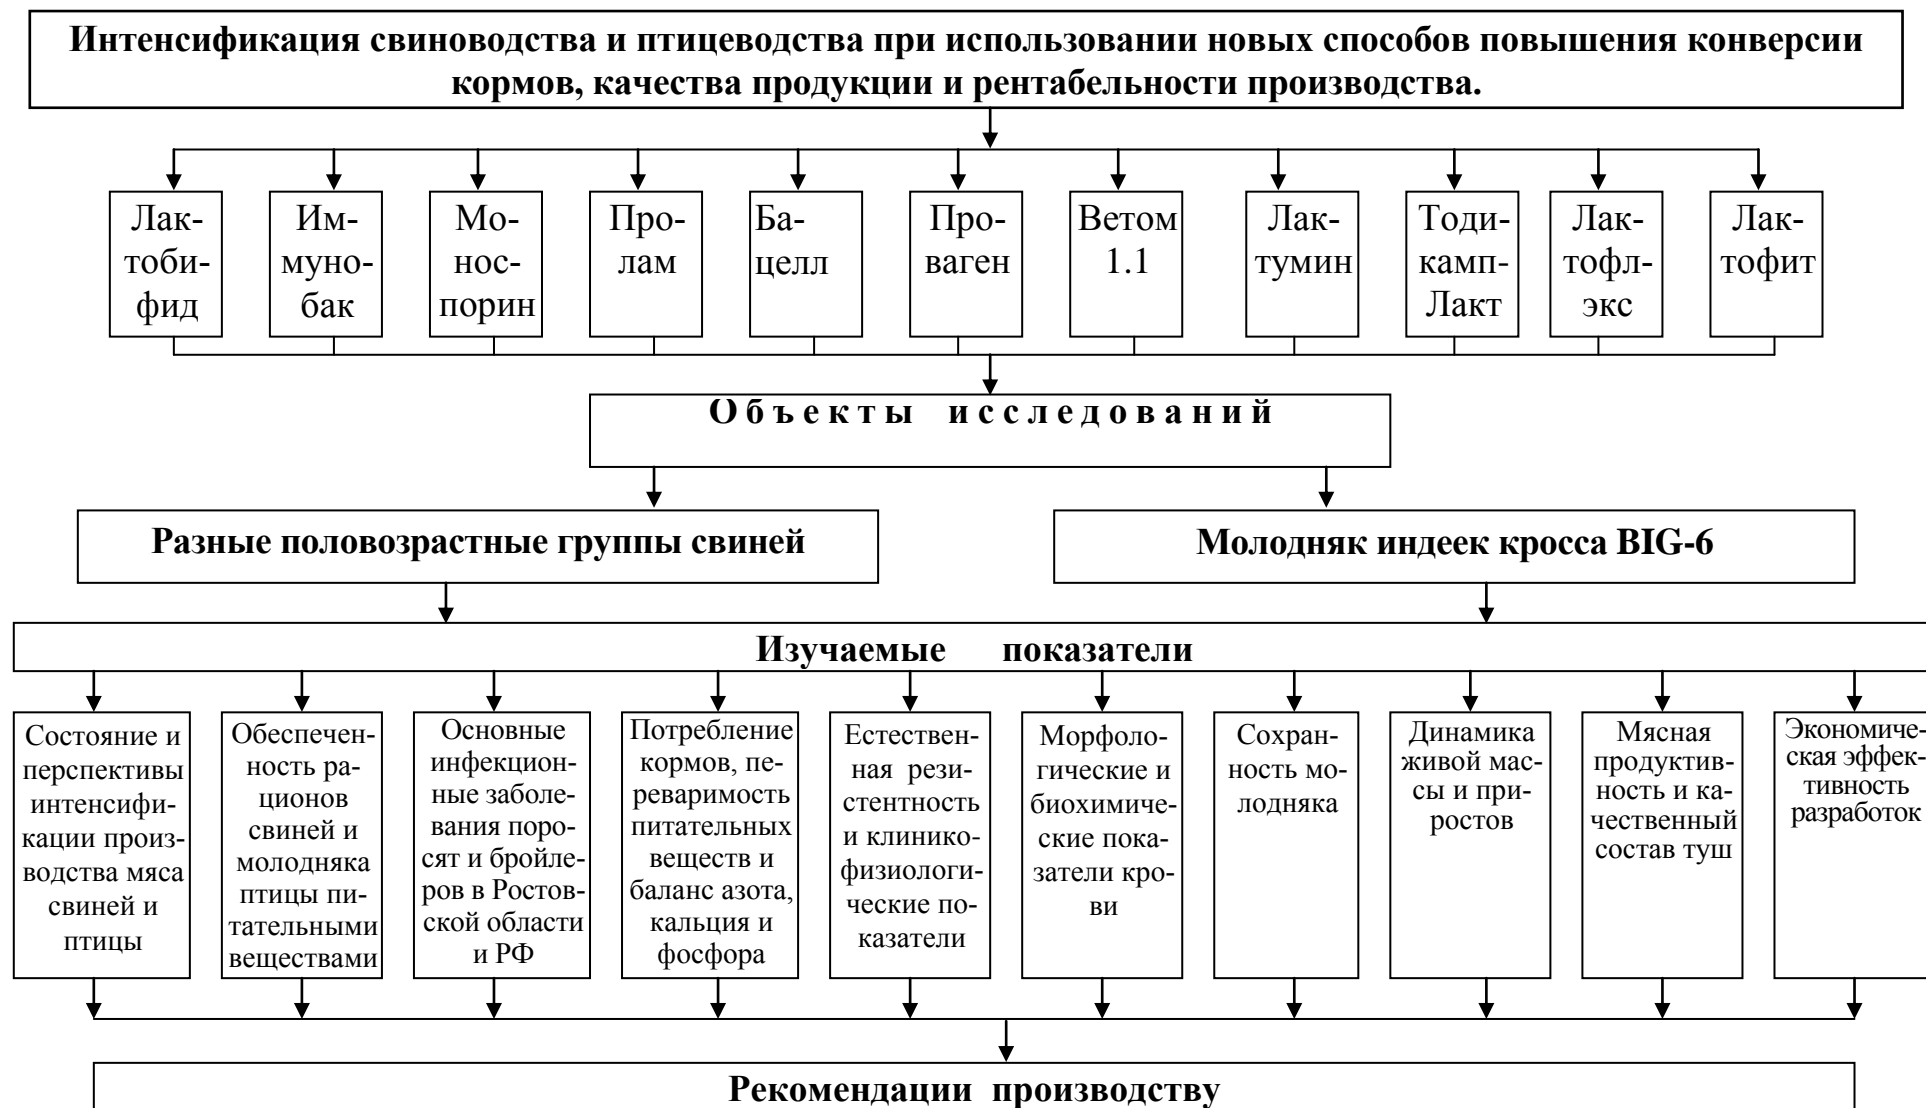 Интенсификация свиноводства и птицеводства при использовании новых способов повышения конверсии
кормов, качества продукции и рентабельности производства.
Лак-
тоби-
фид
Им-
муно-
бак
Мо-
нос-
порин
Про-
лам
Ба-
целл
Про-
ваген
Ветом
1.1
Лак-
тумин
Тоди-
камп-
Лакт
Лак-
тофл-
экс
Лак-
тофит
Объекты исследований
Разные половозрастные группы свиней
Молодняк индеек кросса BIG-6
Изучаемые показатели
Состояние и
перспективы
интенсифи-
кации произ-
водства мяса
свиней и
птицы
Обеспечен-
ность ра-
ционов
свиней и
молодняка
птицы пи-
тательными
веществами
Основные
инфекцион-
ные заболе-
вания поро-
сят и бройле-
ров в Ростов-
ской области
и РФ
Потребление
кормов, пе-
реваримость
питательных
веществ и
баланс азота,
кальция и
фосфора
Естествен-
ная рези-
стентность
и клинико-
физиологи-
ческие по-
казатели
Морфоло-
гические и
биохимиче-
ские пока-
затели кро-
ви
Сохран-
ность мо-
лодняка
Динамика
живой мас-
сы и при-
ростов
Мясная
продуктив-
ность и ка-
чественный
состав туш
Экономиче-
ская эффек-
тивность
разработок
Рекомендации производству